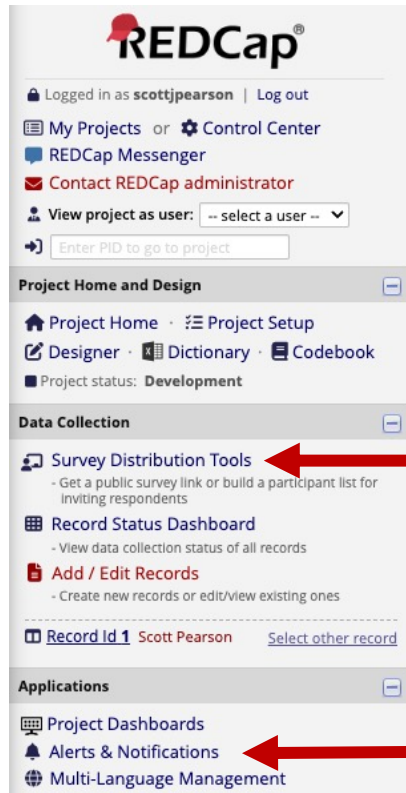 REDCap®
Logged in as scottjpearson | Log out
My Projects or Control Center
REDCap Messenger
Contact REDCap administrator
View project as user: -- select a user --
Enter PID to go to project
Project Home and Design
Project Home · Project Setup
Designer · Dictionary · Codebook
Project status: Development
Data Collection
Survey Distribution Tools
- Get a public survey link or build a participant list for
inviting respondents
Record Status Dashboard
- View data collection status of all records
Add / Edit Records
- Create new records or edit/view existing ones
Record Id 1 Scott Pearson Select other record
Applications
Project Dashboards
Alerts & Notifications
Multi-Language Management